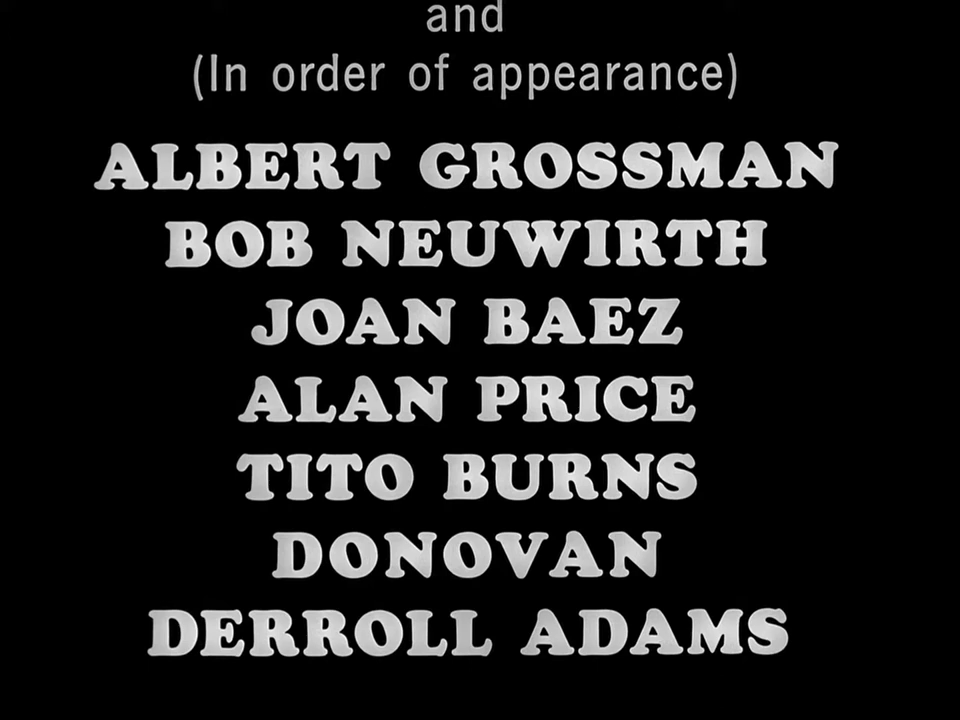 and
(In order of appearance)
ALBERT GROSSMAN
BOB NEUWIRTH
JOAN BAEZ
ALAN PRICE
TITO BURNS
DONOVAN
DERROLL ADAMS